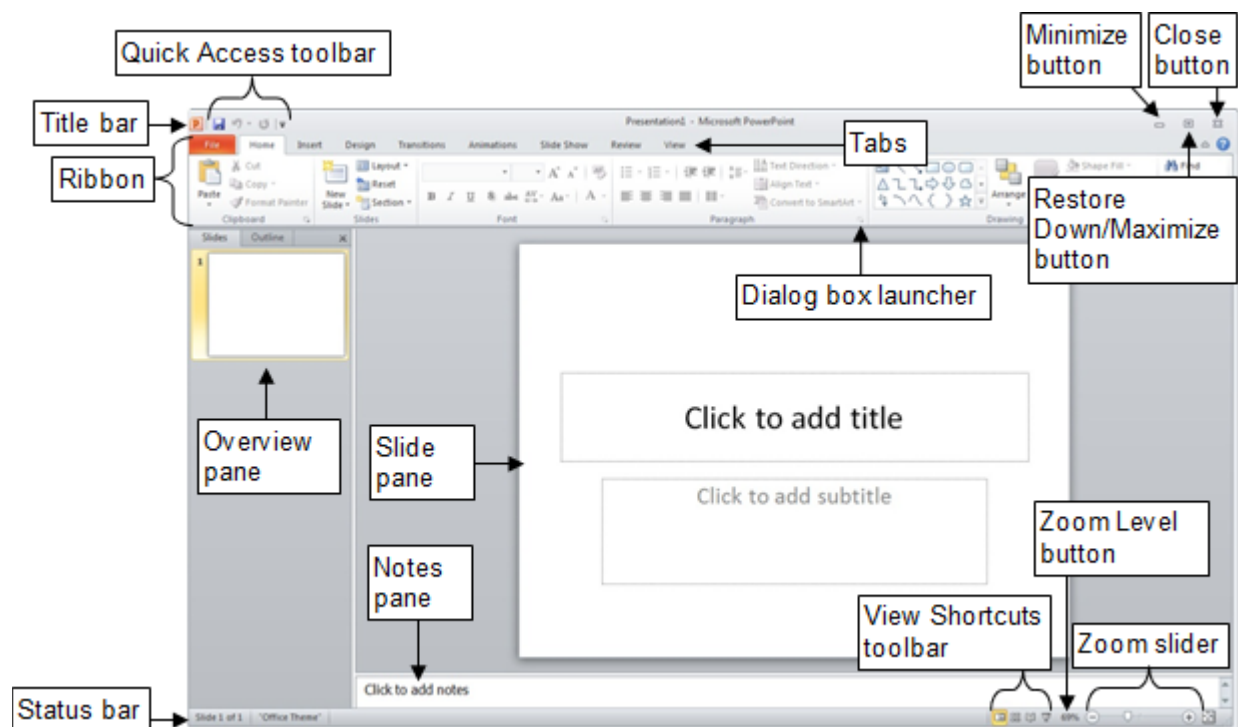 Quick Access toolbar
Minimize
button
Close
button
Title bar
Presentation1 - Microsoft PowerPoint
File Home Insert Design Transitions Animations Slide Show Review View
Tabs
Ribbon
Paste
Cut
Copy
Format Painter
Clipboard
New
Slide
Layout
Reset
Section
Slides
B I U S abc AV Aa A
Font
Text Direction
Align Text
Convert to SmartArt
Paragraph
Arrange
Shape Fill
Drawing
Find
Restore
Down/Maximize
button
Slides Outline
1
Dialog box launcher
Click to add title
Overview
pane
Slide
pane
Click to add subtitle
Zoom Level
button
Notes
pane
View Shortcuts
toolbar
Zoom slider
Click to add notes
Status bar
Slide 1 of 1 "Office Theme" 69%